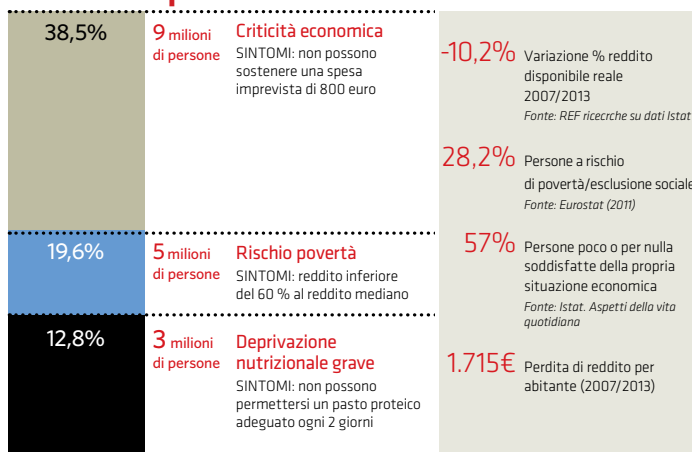 38,5%
9 milioni
di persone
Criticità economica
SINTOMI: non possono
sostenere una spesa
imprevista di 800 euro
19,6%
5 milioni
di persone
Rischio povertà
SINTOMI: reddito inferiore
del 60 % al reddito mediano
12,8%
3 milioni
di persone
Deprivazione
nutrizionale grave
SINTOMI: non possono
permettersi un pasto proteico
adeguato ogni 2 giorni
-10,2% Variazione % reddito
disponibile reale
2007/2013
Fonte: REF ricecrche su dati Istat
28,2% Persone a rischio
di povertà/esclusione sociale
Fonte: Eurostat (2011)
57% Persone poco o per nulla
soddisfatte della propria
situazione economica
Fonte: Istat. Aspetti della vita
quotidiana
1.715€ Perdita di reddito per
abitante (2007/2013)